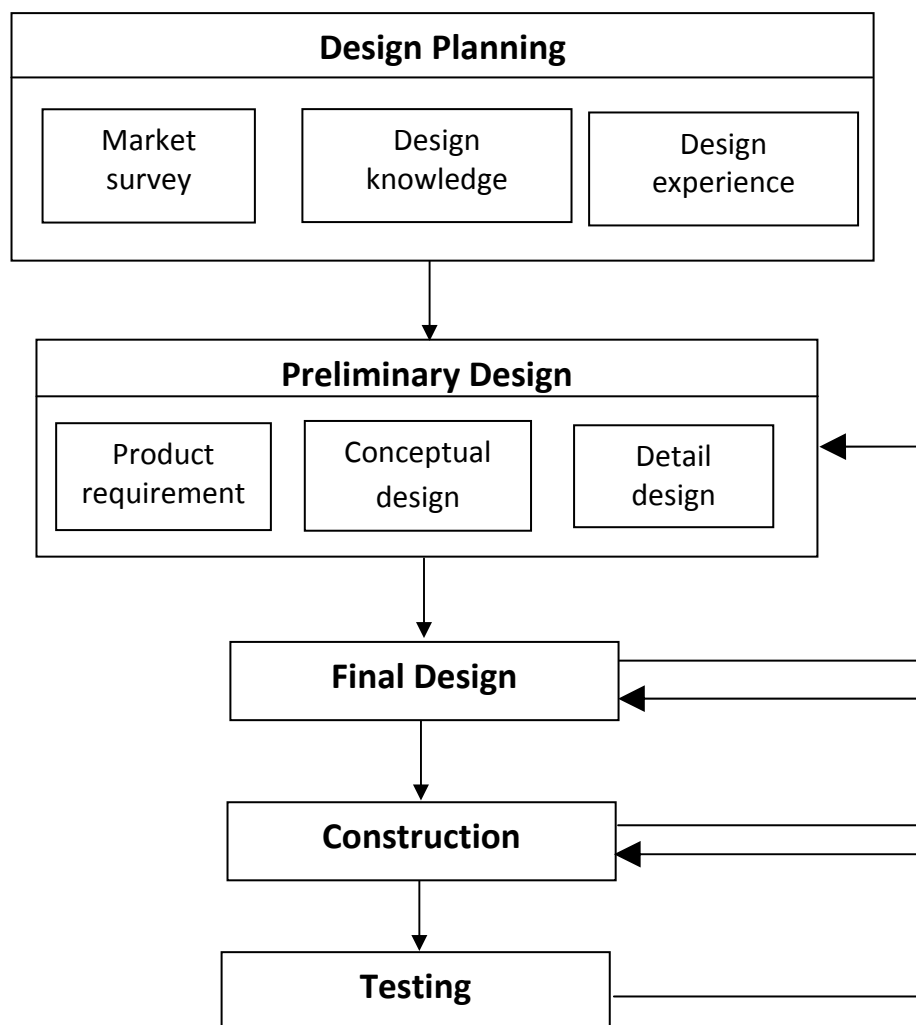 Design Planning
Market
survey
Design
knowledge
Design
experience
Preliminary Design
Product
requirement
Conceptual
design
Detail
design
Final Design
Construction
Testing